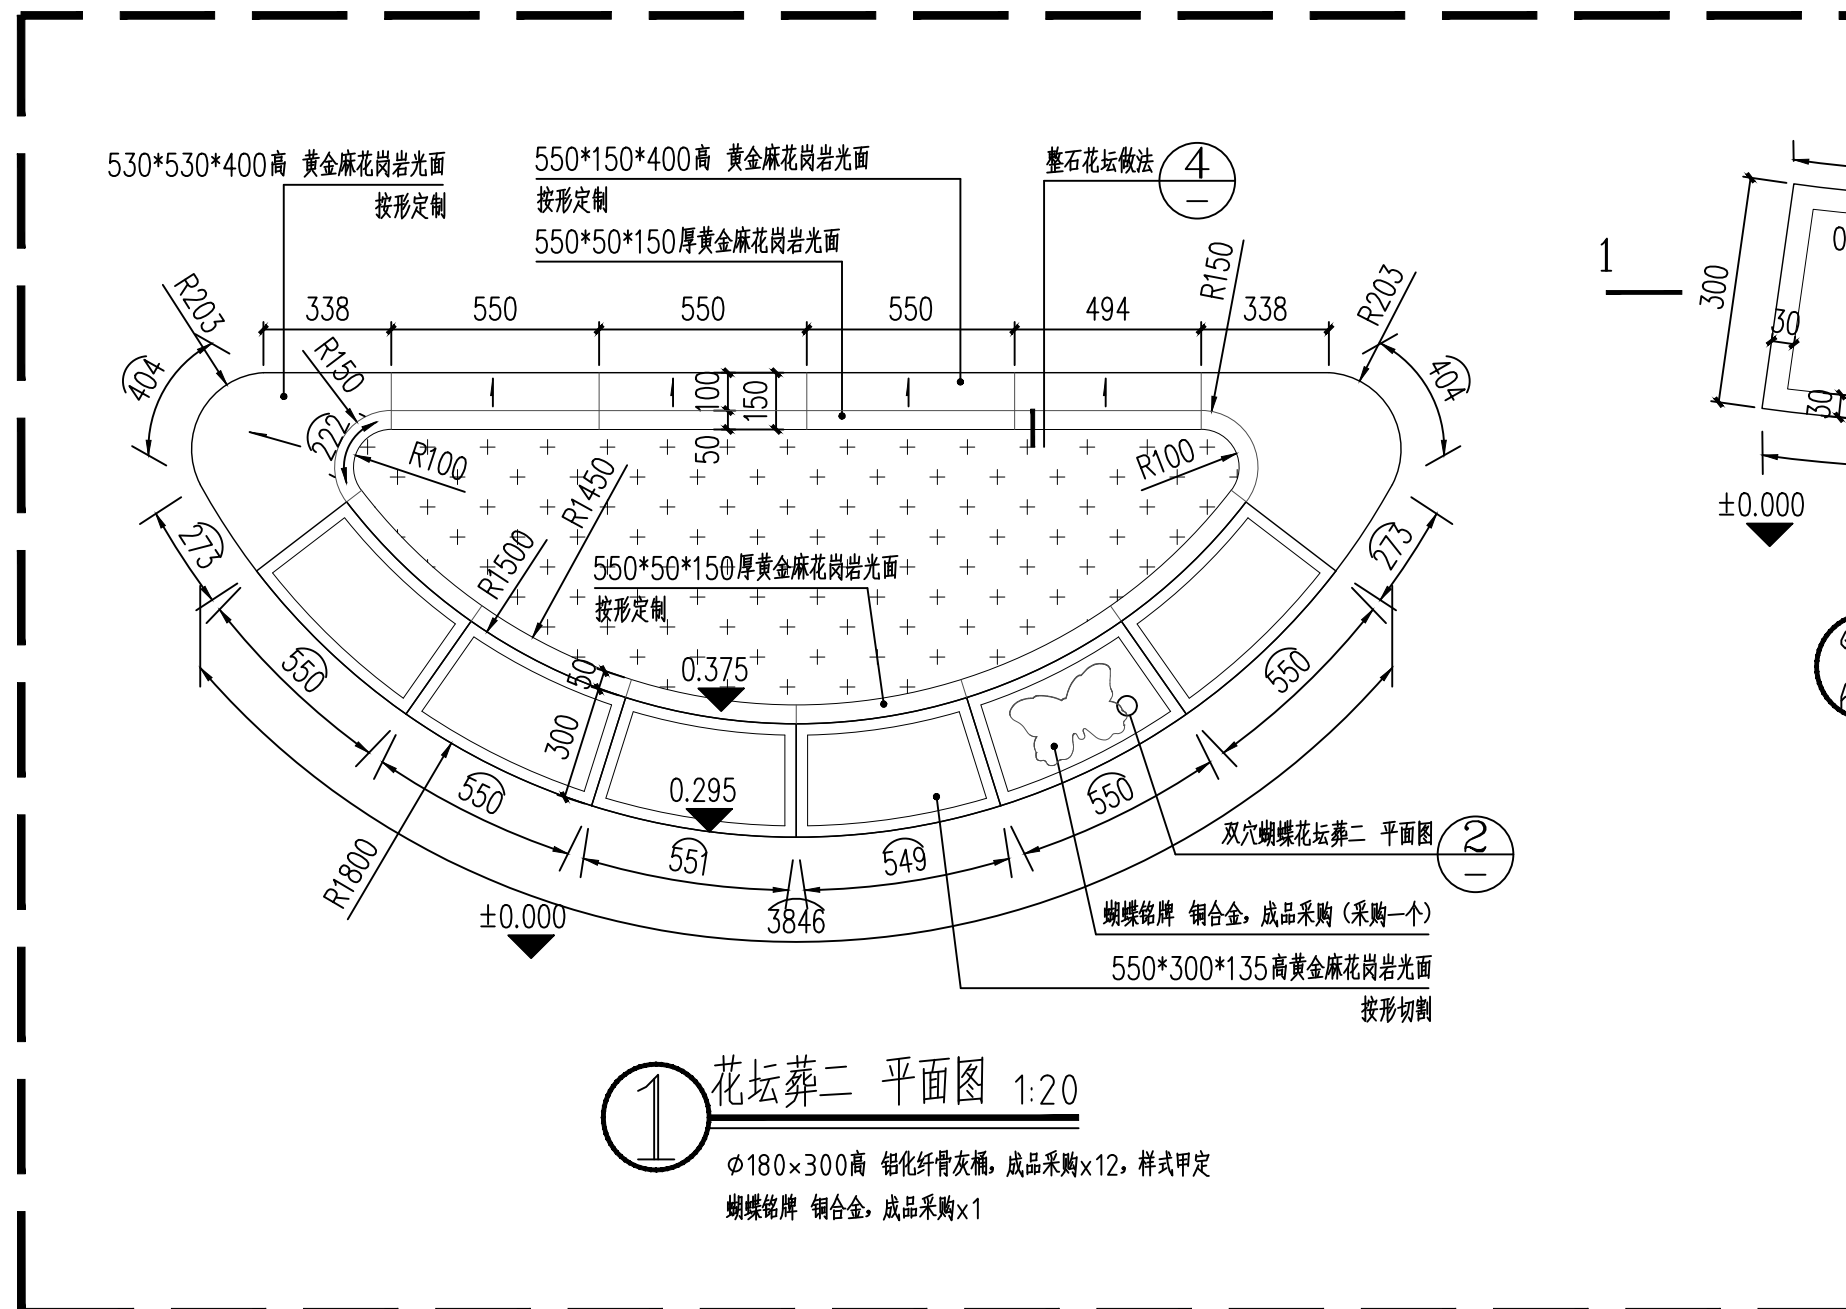 530*530*400高 黄金麻花岗岩光面
按形定制
550*150*400高 黄金麻花岗岩光面
按形定制
550*50*150厚黄金麻花岗岩光面
整石花坛做法
4
–
R203
338
550
550
550
494
338
R150
R203
404
R150
222
100
150
50
404
R100
R1450
R100
273
R1500
550*50*150厚黄金麻花岗岩光面
按形定制
273
550
50
0.375
550
300
550
0.295
550
R1800
551
549
3846
±0.000
双穴蝴蝶花坛葬二 平面图
2
–
蝴蝶铭牌 铜合金，成品采购（采购一个）
550*300*135高黄金麻花岗岩光面
按形切割
1
花坛葬二 平面图 1:20
Φ180×300高 铝化纤骨灰桶，成品采购x12，样式甲定
蝴蝶铭牌 铜合金，成品采购x1
1
300
30
30
±0.000